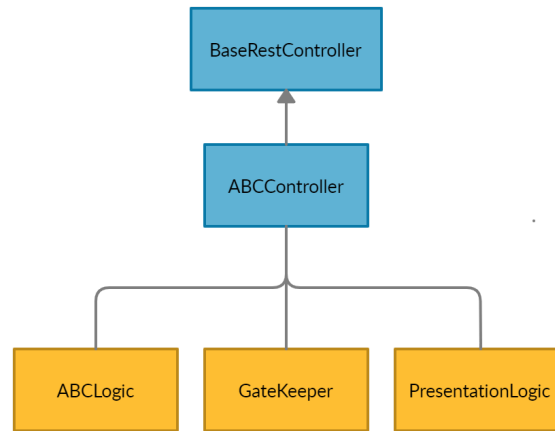 BaseRestController
ABCController
ABCLogic
GateKeeper
PresentationLogic